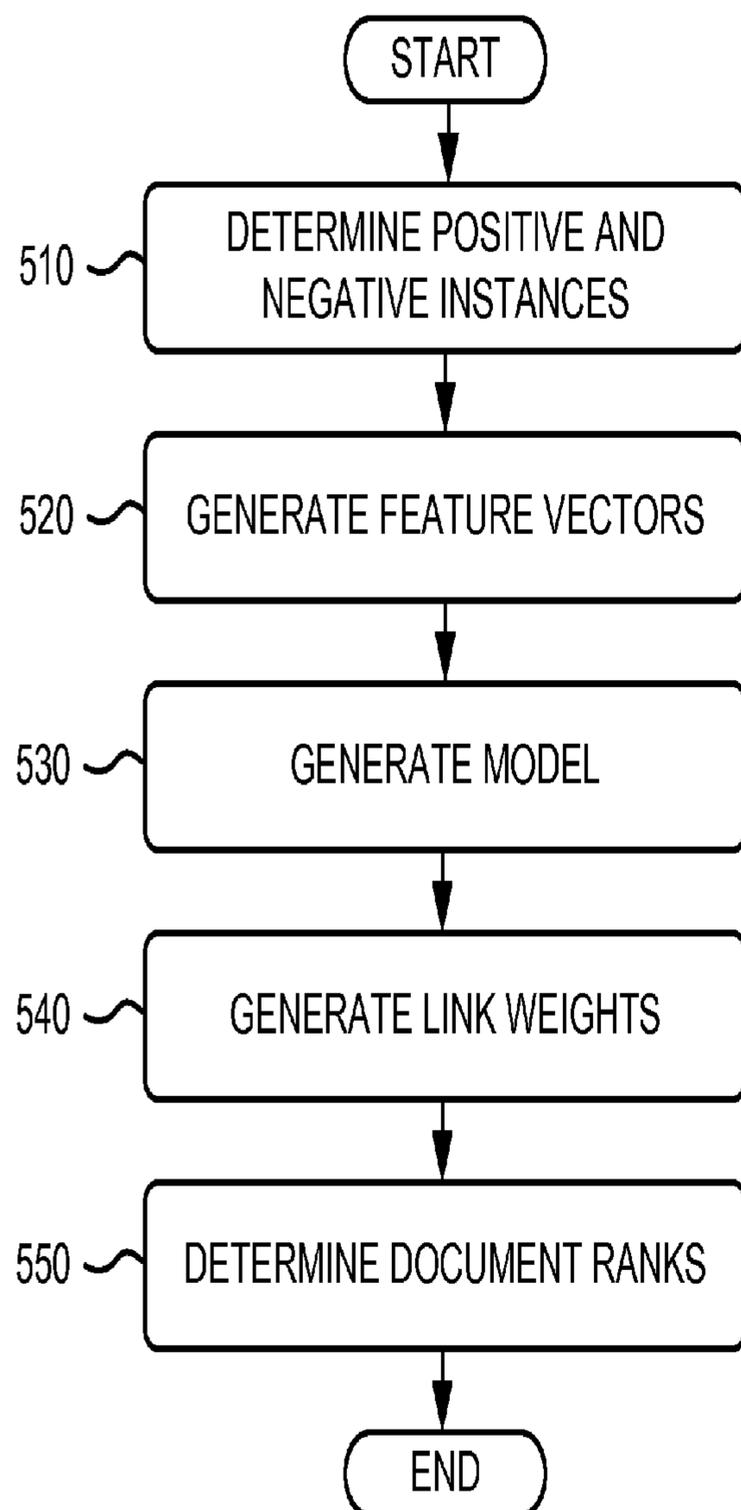 START
510
DETERMINE POSITIVE AND
NEGATIVE INSTANCES
520
GENERATE FEATURE VECTORS
530
GENERATE MODEL
540
GENERATE LINK WEIGHTS
550
DETERMINE DOCUMENT RANKS
END